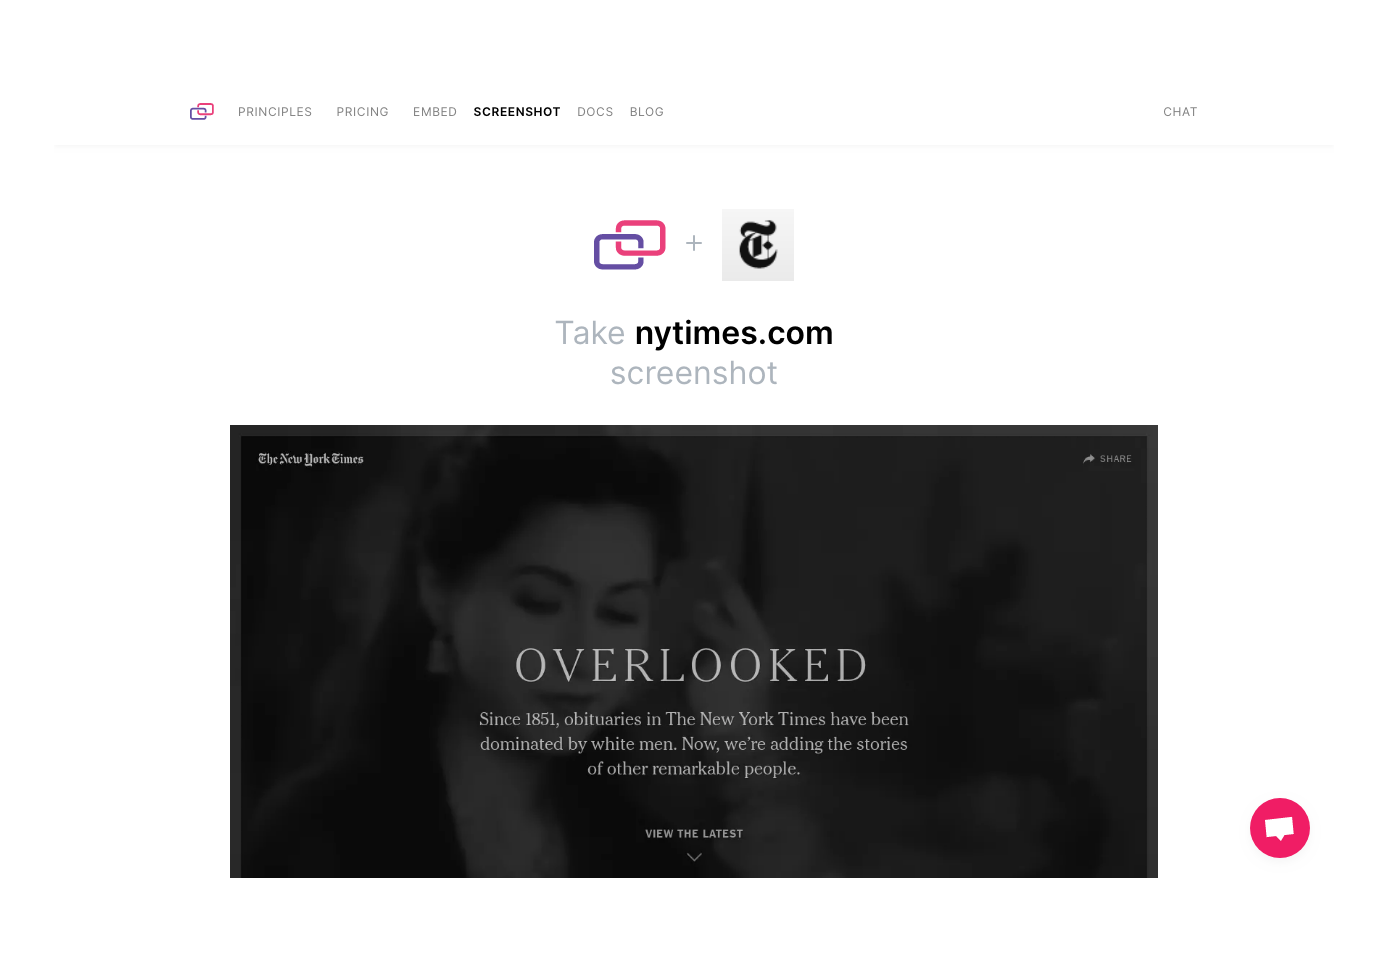 PRINCIPLES PRICING EMBED SCREENSHOT DOCS BLOG CHAT
+
Take nytimes.com
screenshot
The New York Times SHARE
OVERLOOKED
Since 1851, obituaries in The New York Times have been
dominated by white men. Now, we’re adding the stories
of other remarkable people.
VIEW THE LATEST